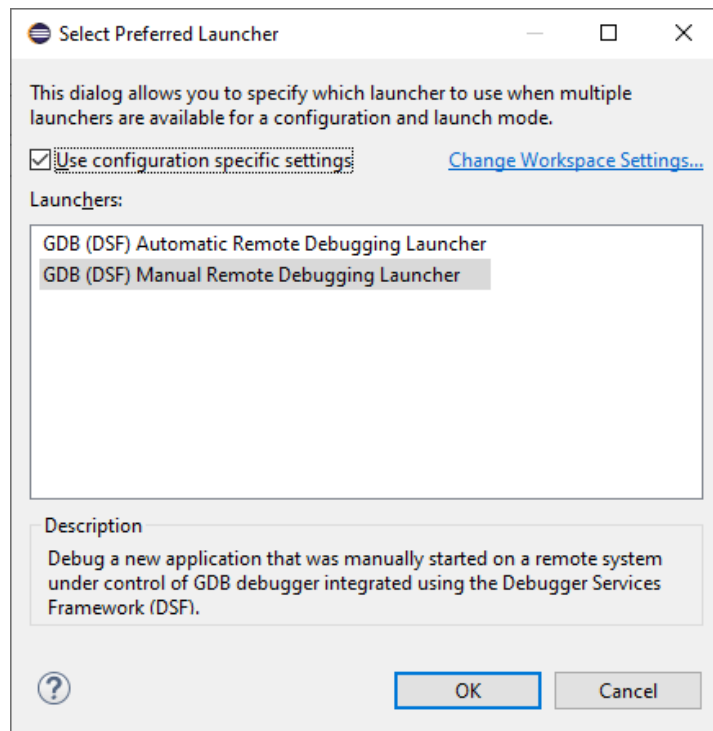 Select Preferred Launcher
This dialog allows you to specify which launcher to use when multiple
launchers are available for a configuration and launch mode.
Use configuration specific settings
Change Workspace Settings...
Launchers:
GDB (DSF) Automatic Remote Debugging Launcher
GDB (DSF) Manual Remote Debugging Launcher
Description
Debug a new application that was manually started on a remote system
under control of GDB debugger integrated using the Debugger Services
Framework (DSF).
?
OK
Cancel